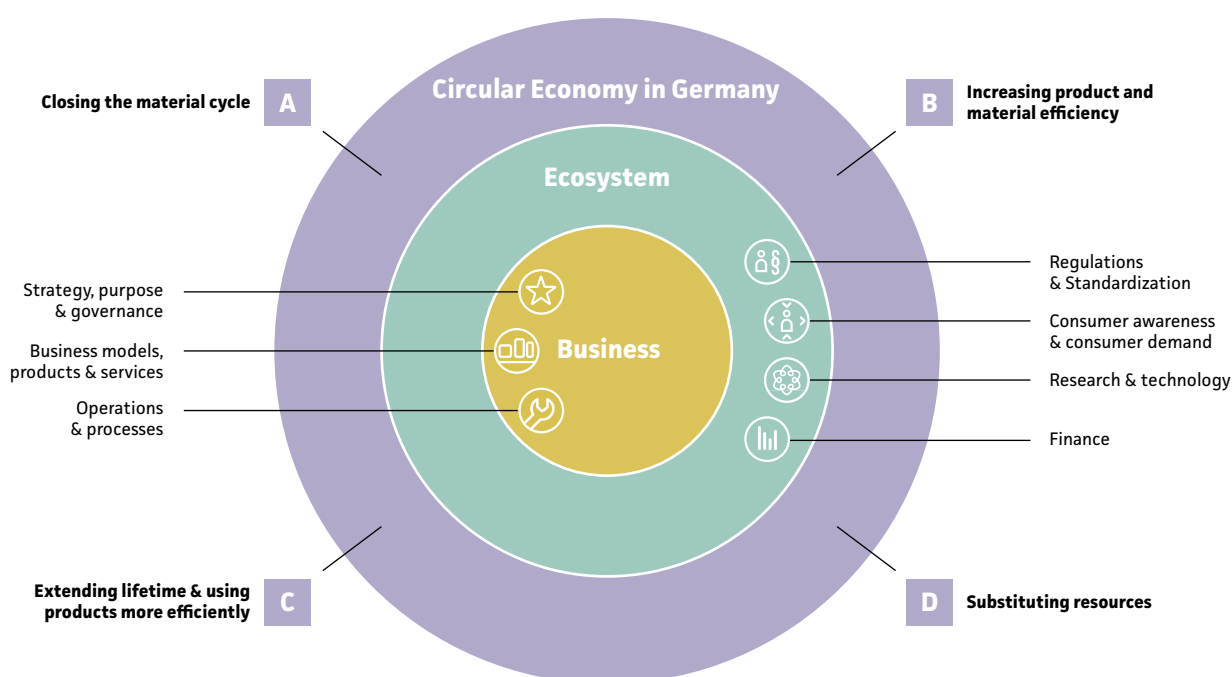 Circular Economy in Germany
Closing the material cycle
A
B
Increasing product and
material efficiency
Ecosystem
Strategy, purpose
& governance
Business models,
products & services
Operations
& processes
Business
Regulations
& Standardization
Consumer awareness
& consumer demand
Research & technology
Finance
Extending lifetime & using
products more efficiently
C
D
Substituting resources